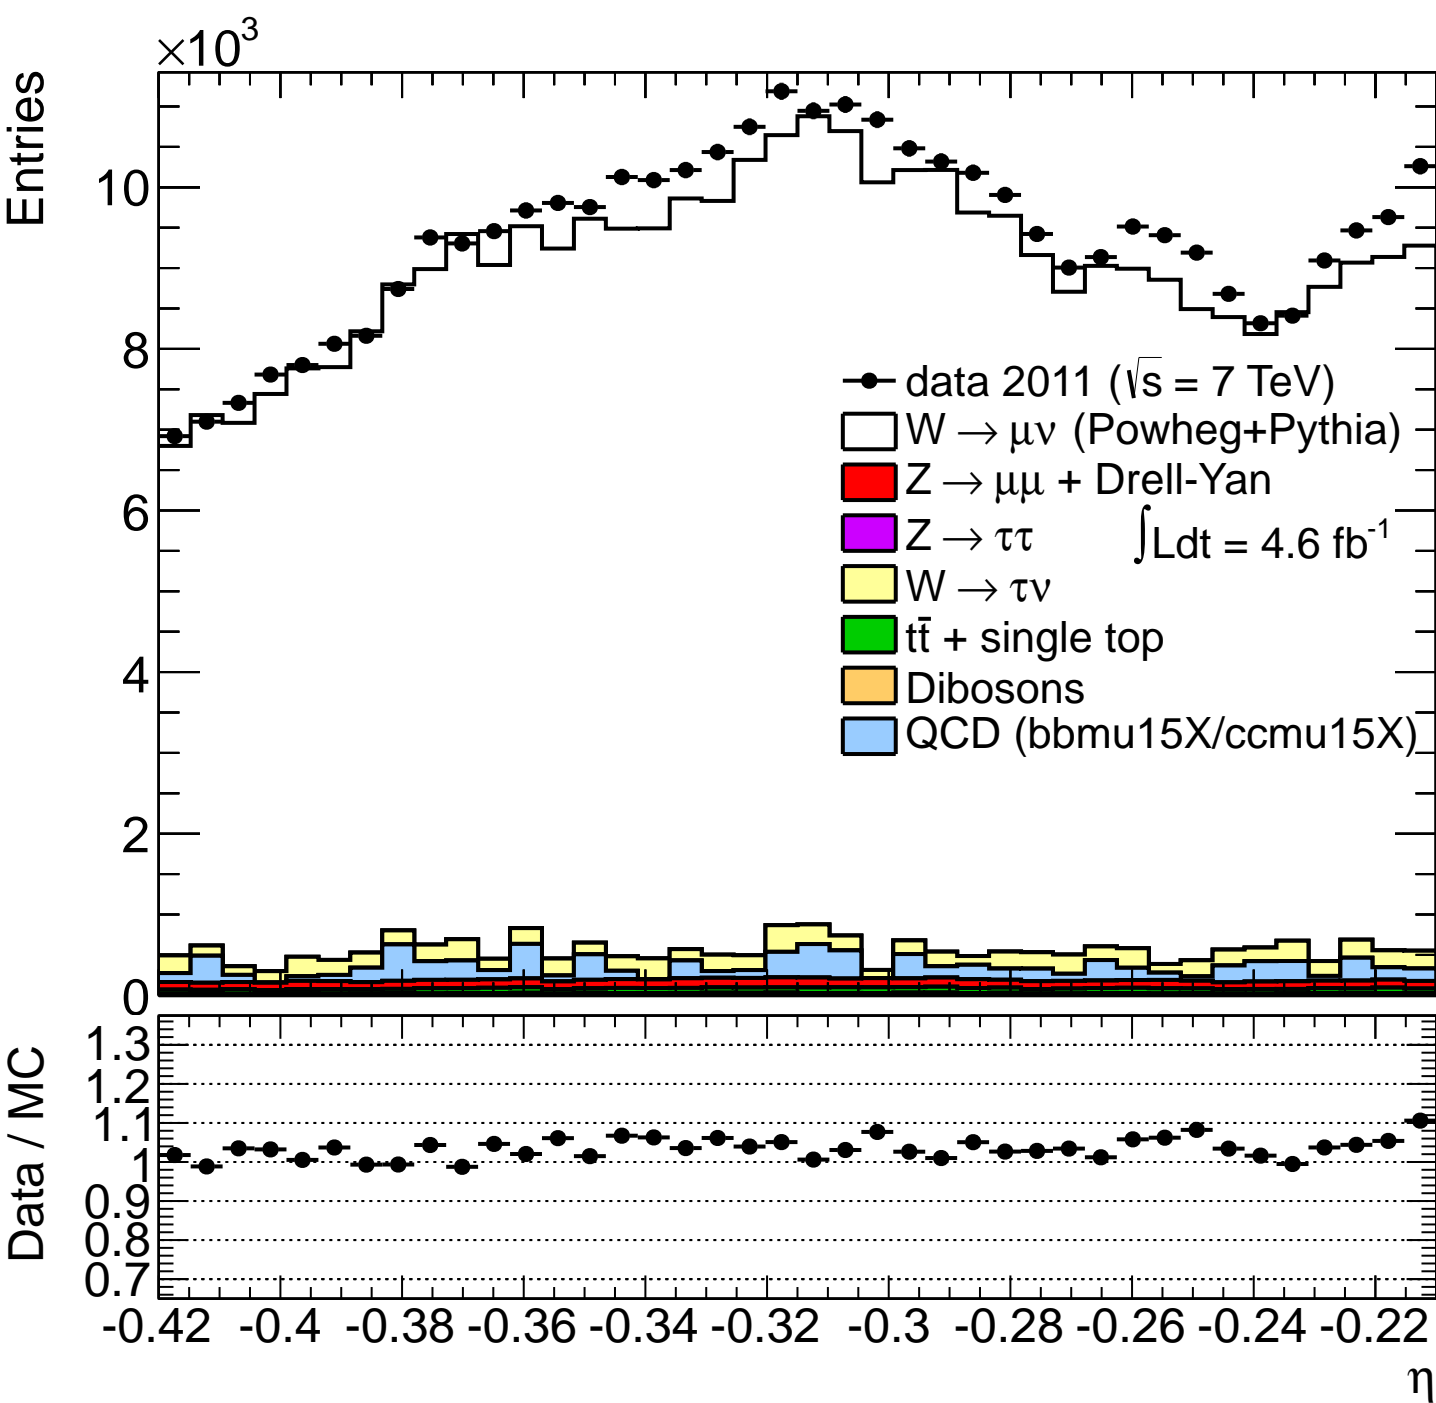 ×10³
Entries
10
8
6
4
2
0
data 2011 (√s = 7 TeV)
W → μν (Powheg+Pythia)
Z → μμ + Drell-Yan
Z → ττ
∫Ldt = 4.6 fb⁻¹
W → τν
tt̄ + single top
Dibosons
QCD (bbmu15X/ccmu15X)
Data / MC
1.3
1.2
1.1
1
0.9
0.8
0.7
-0.42 -0.4 -0.38 -0.36 -0.34 -0.32 -0.3 -0.28 -0.26 -0.24 -0.22
η